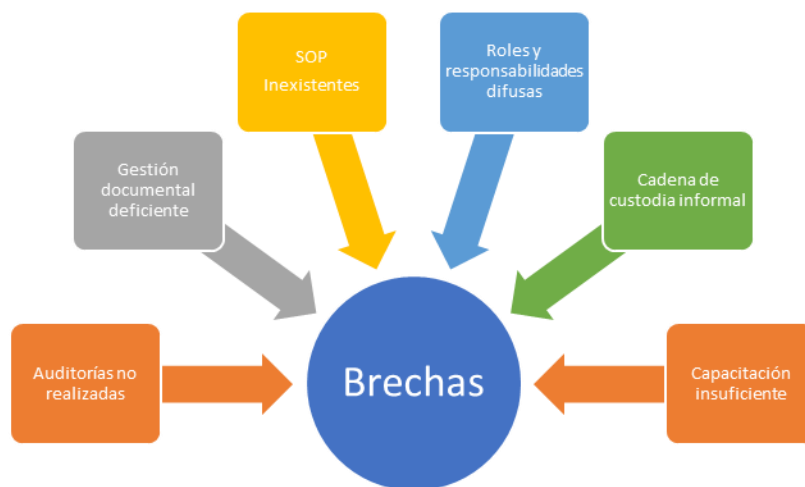 SOP
Inexistentes
Roles y
responsabilidades
difusas
Gestión
documental
deficiente
Cadena de
custodia informal
Auditorías no
realizadas
Brechas
Capacitación
insuficiente